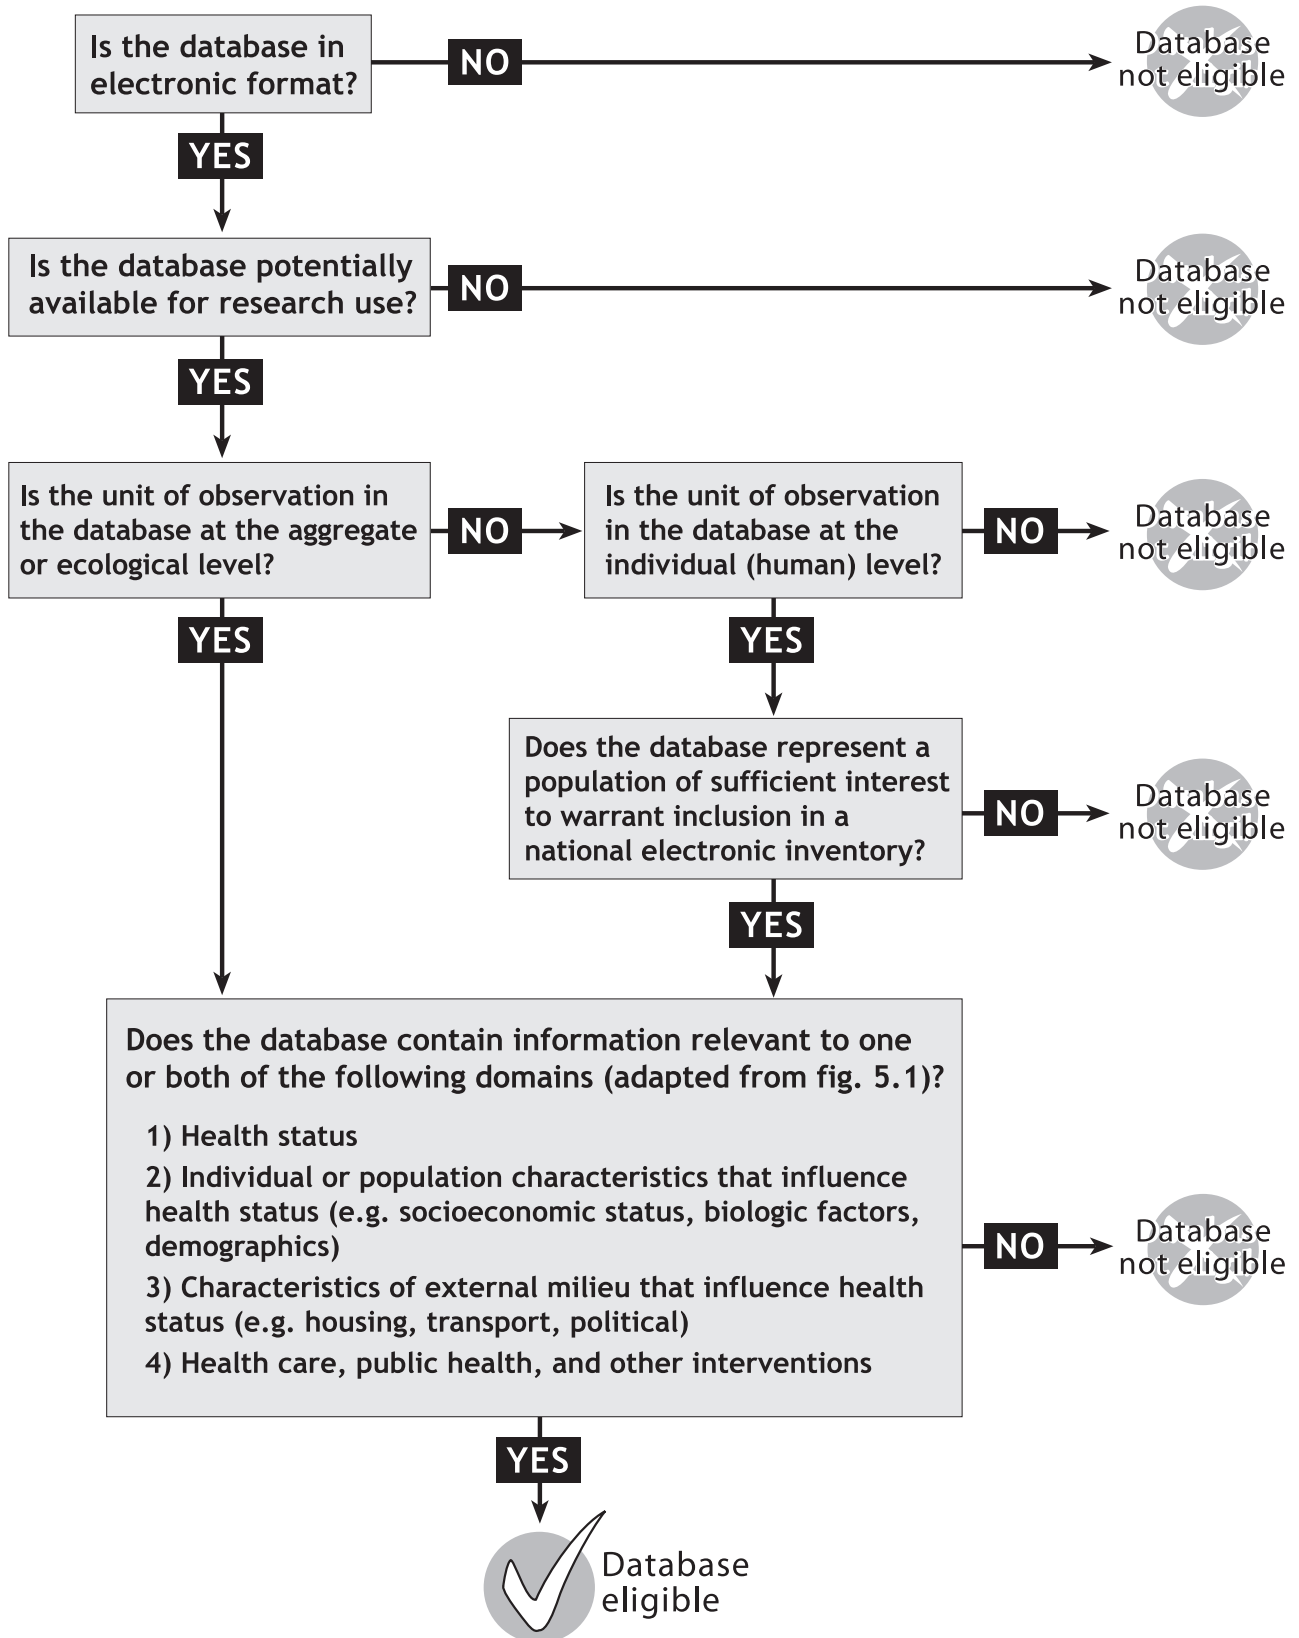 Is the database in
electronic format?
NO
Database
not eligible
YES
Is the database potentially
available for research use?
NO
Database
not eligible
YES
Is the unit of observation in
the database at the aggregate
or ecological level?
NO
Is the unit of observation
in the database at the
individual (human) level?
NO
Database
not eligible
YES
YES
Does the database represent a
population of sufficient interest
to warrant inclusion in a
national electronic inventory?
NO
Database
not eligible
YES
Does the database contain information relevant to one
or both of the following domains (adapted from fig. 5.1)?
1) Health status
2) Individual or population characteristics that influence
health status (e.g. socioeconomic status, biologic factors,
demographics)
3) Characteristics of external milieu that influence health
status (e.g. housing, transport, political)
4) Health care, public health, and other interventions
NO
Database
not eligible
YES
Database
eligible